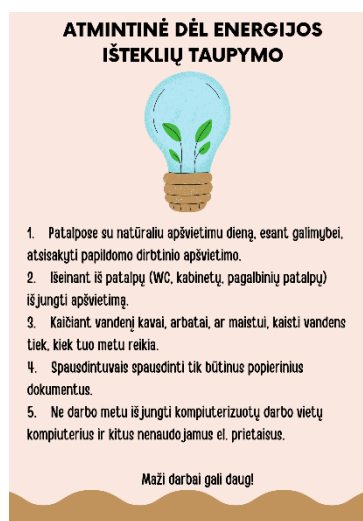 ATMINTINĖ DĖL ENERGIJOS
IŠTEKLIŲ TAUPYMO
1. Patalpose su natūraliu apšvietimu dieną, esant galimybei,
atsisakyti papildomo dirbtinio apšvietimo.
2. Išeinant iš patalpų (WC, kabinetų, pagalbinių patalpų)
išjungti apšvietimą.
3. Kaičiant vandenį kavai, arbatai, ar maistui, kaisti vandens
tiek, kiek tuo metu reikia.
4. Spausdintuvais spausdinti tik būtinus popierinius
dokumentus.
5. Ne darbo metu išjungti kompiuterizuotų darbo vietų
kompiuterius ir kitus nenaudojamus el. prietaisus.
Maži darbai gali daug!